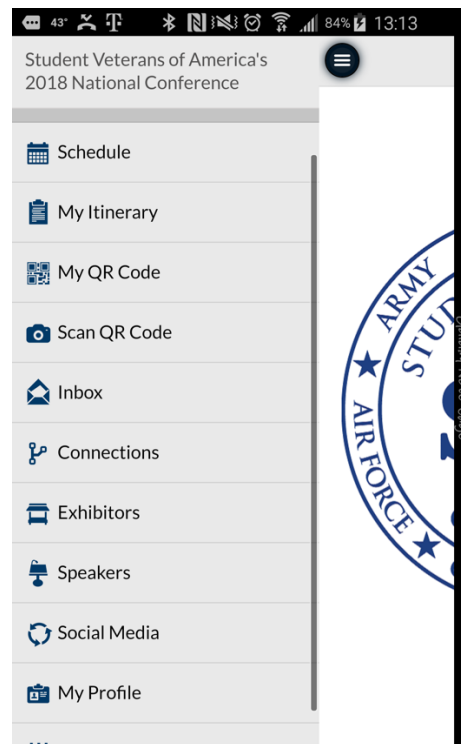 43°
84%
13:13
Student Veterans of America's
2018 National Conference
Schedule
My Itinerary
My QR Code
Scan QR Code
Inbox
Connections
Exhibitors
Speakers
Social Media
My Profile
ARMY
AIR FORCE